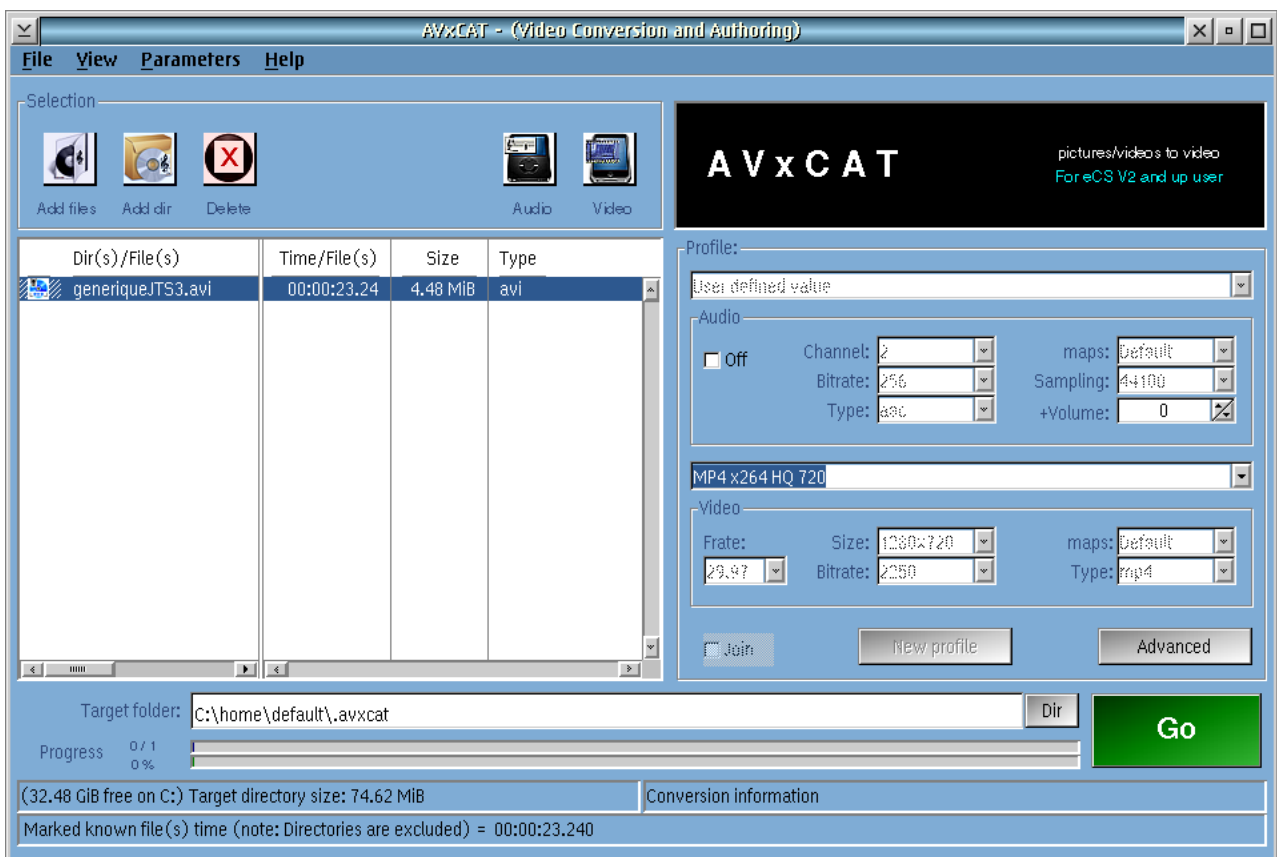 AVxCAT - (Video Conversion and Authoring)
File View Parameters Help
Selection
Add files Add dir Delete Audio Video
AVxCAT
pictures/videos to video
For eCS V2 and up user
Dir(s)/File(s) Time/File(s) Size Type
generiqueJTS3.avi 00:00:23.24 4.48 MiB avi
Profile:
User defined value
Audio
Off Channel: 2 maps: Default
Bitrate: 256 Sampling: 44100
Type: aac +Volume: 0
MP4 x264 HQ 720
Video
Frate: Size: 1280x720 maps: Default
29.97 Bitrate: 2250 Type: mp4
Join New profile Advanced
Target folder: C:\home\default\.avxcat Dir
Go
Progress 0 / 1
0 %
(32.48 GiB free on C:) Target directory size: 74.62 MiB Conversion information
Marked known file(s) time (note: Directories are excluded) = 00:00:23.240